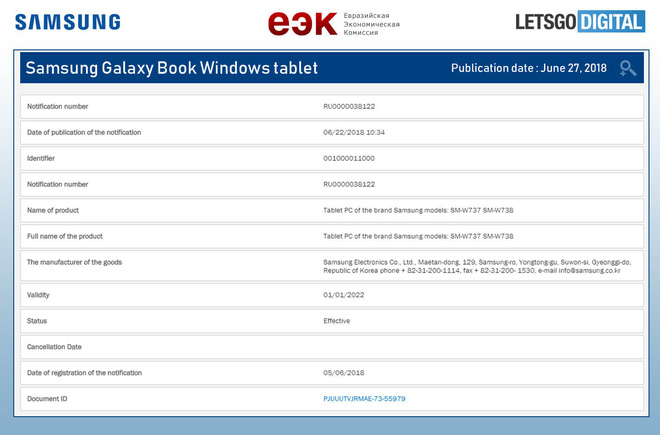 SAMSUNG
еэк Евразийская
Экономическая
Комиссия
LETSGODIGITAL
Samsung Galaxy Book Windows tablet
Publication date : June 27, 2018
Notification number RU0000038122
Date of publication of the notification 06/22/2018 10:34
Identifier 001000011000
Notification number RU0000038122
Name of product Tablet PC of the brand Samsung models: SM-W737 SM-W738
Full name of the product Tablet PC of the brand Samsung models: SM-W737 SM-W738
The manufacturer of the goods Samsung Electronics Co., Ltd., Maetan-dong, 129, Samsung-ro, Yongtong-gu, Suwon-si, Gyeonggi-do,
Republic of Korea phone + 82-31-200-1114, fax + 82-31-200- 1530, e-mail info@samsung.co.kr
Validity 01/01/2022
Status Effective
Cancellation Date
Date of registration of the notification 05/06/2018
Document ID PJUUUTVJRMAE-73-55979